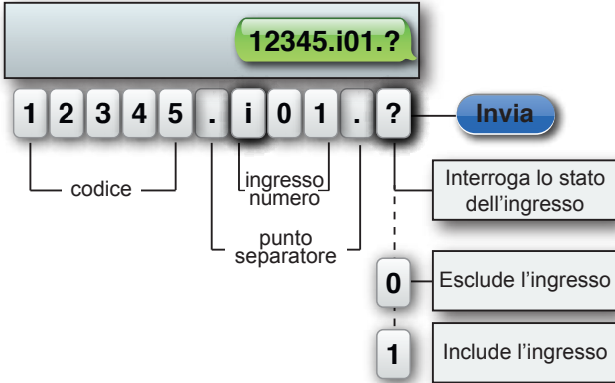 12345.i01.?
1 2 3 4 5 . i 0 1 . ?
Invia
codice
ingresso
numero
punto
separatore
Interroga lo stato
dell'ingresso
0
Esclude l'ingresso
1
Include l'ingresso